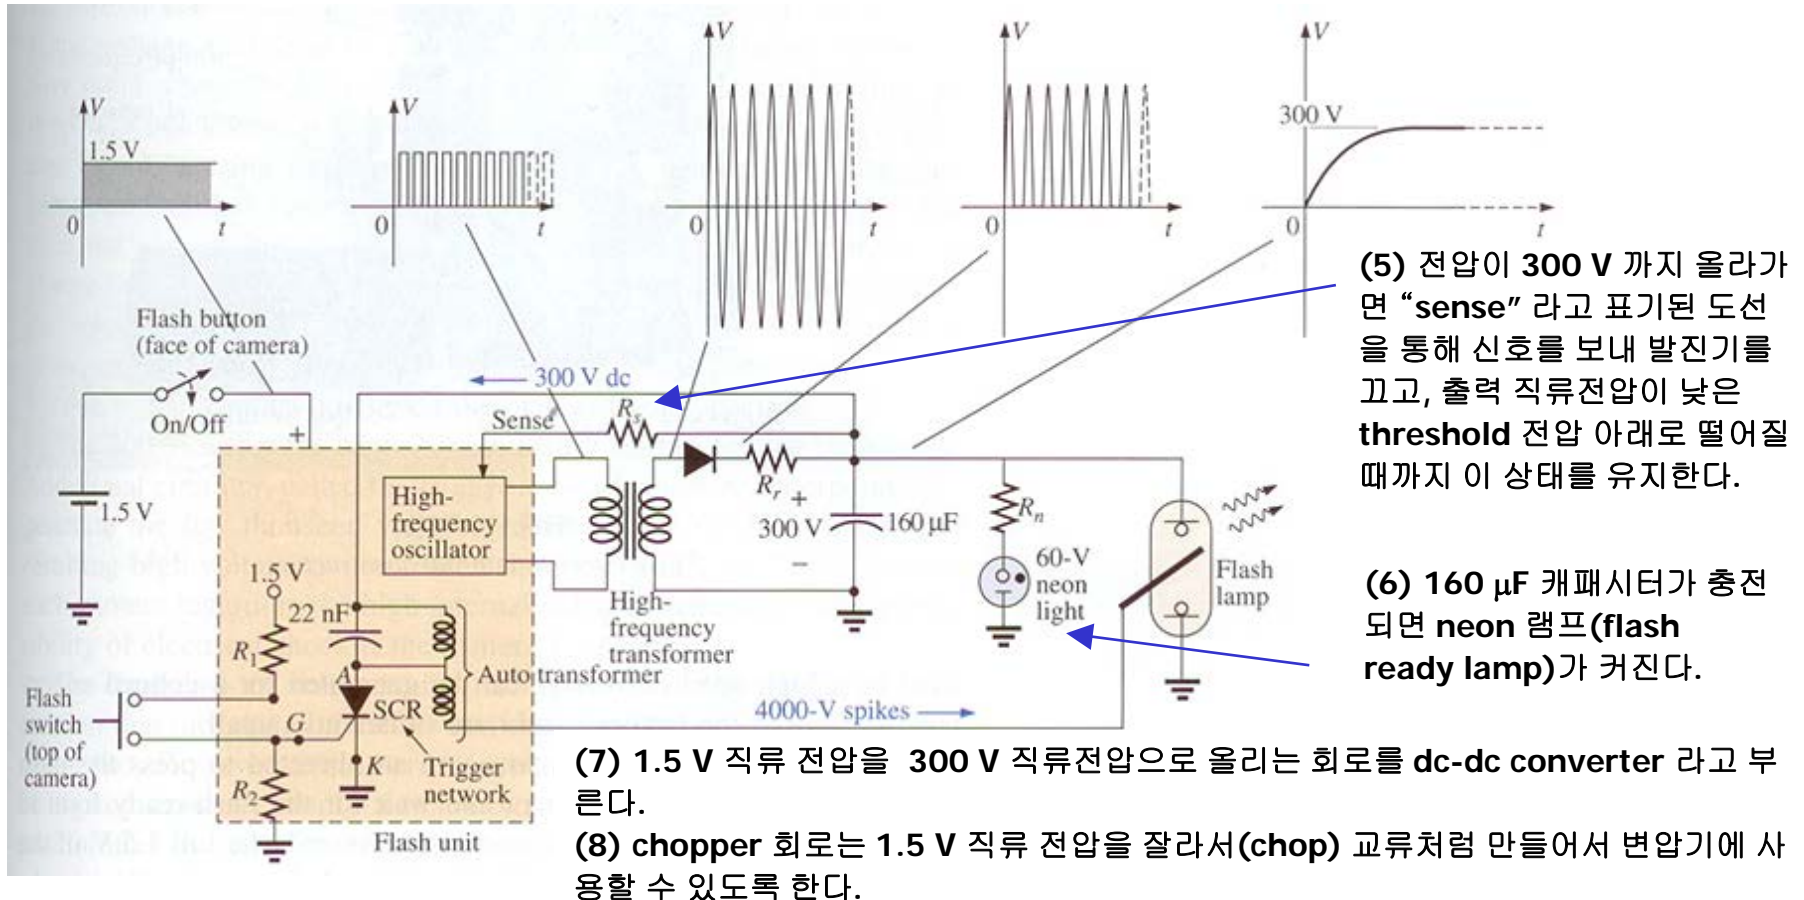 V
1.5 V
0
t
V
0
t
V
0
t
V
0
t
V
300 V
0
t
(5) 전압이 300 V 까지 올라가
면 “sense” 라고 표기된 도선
을 통해 신호를 보내 발진기를
끄고, 출력 직류전압이 낮은
threshold 전압 아래로 떨어질
때까지 이 상태를 유지한다.
Flash button
(face of camera)
On/Off
+
300 V dc
Sense
Rs
1.5 V
High-
frequency
oscillator
Rr
+
300 V
−
160 μF
Rn
60-V
neon
light
Flash
lamp
High-
frequency
transformer
(6) 160 μF 캐패시터가 충전
되면 neon 램프(flash
ready lamp)가 커진다.
1.5 V
22 nF
R1
A
Auto transformer
SCR
Flash
switch
(top of
camera)
G
K
R2
Trigger
network
Flash unit
4000-V spikes
(7) 1.5 V 직류 전압을 300 V 직류전압으로 올리는 회로를 dc-dc converter 라고 부
른다.
(8) chopper 회로는 1.5 V 직류 전압을 잘라서(chop) 교류처럼 만들어서 변압기에 사
용할 수 있도록 한다.